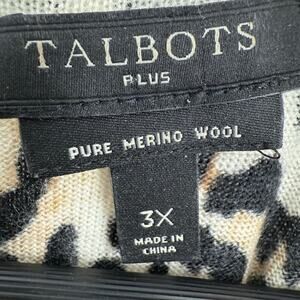 TALBOTS
PLUS
PURE MERINO WOOL
3X
MADE IN
CHINA